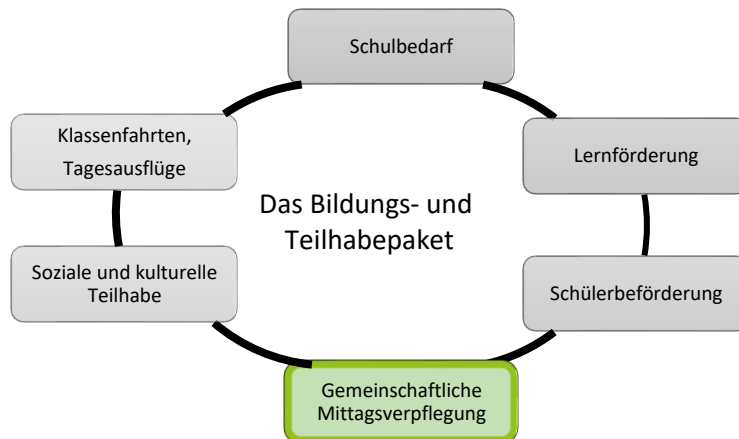 Schulbedarf
Klassenfahrten,
Tagesausflüge
Lernförderung
Das Bildungs- und
Teilhabepaket
Soziale und kulturelle
Teilhabe
Schülerbeförderung
Gemeinschaftliche
Mittagsverpflegung